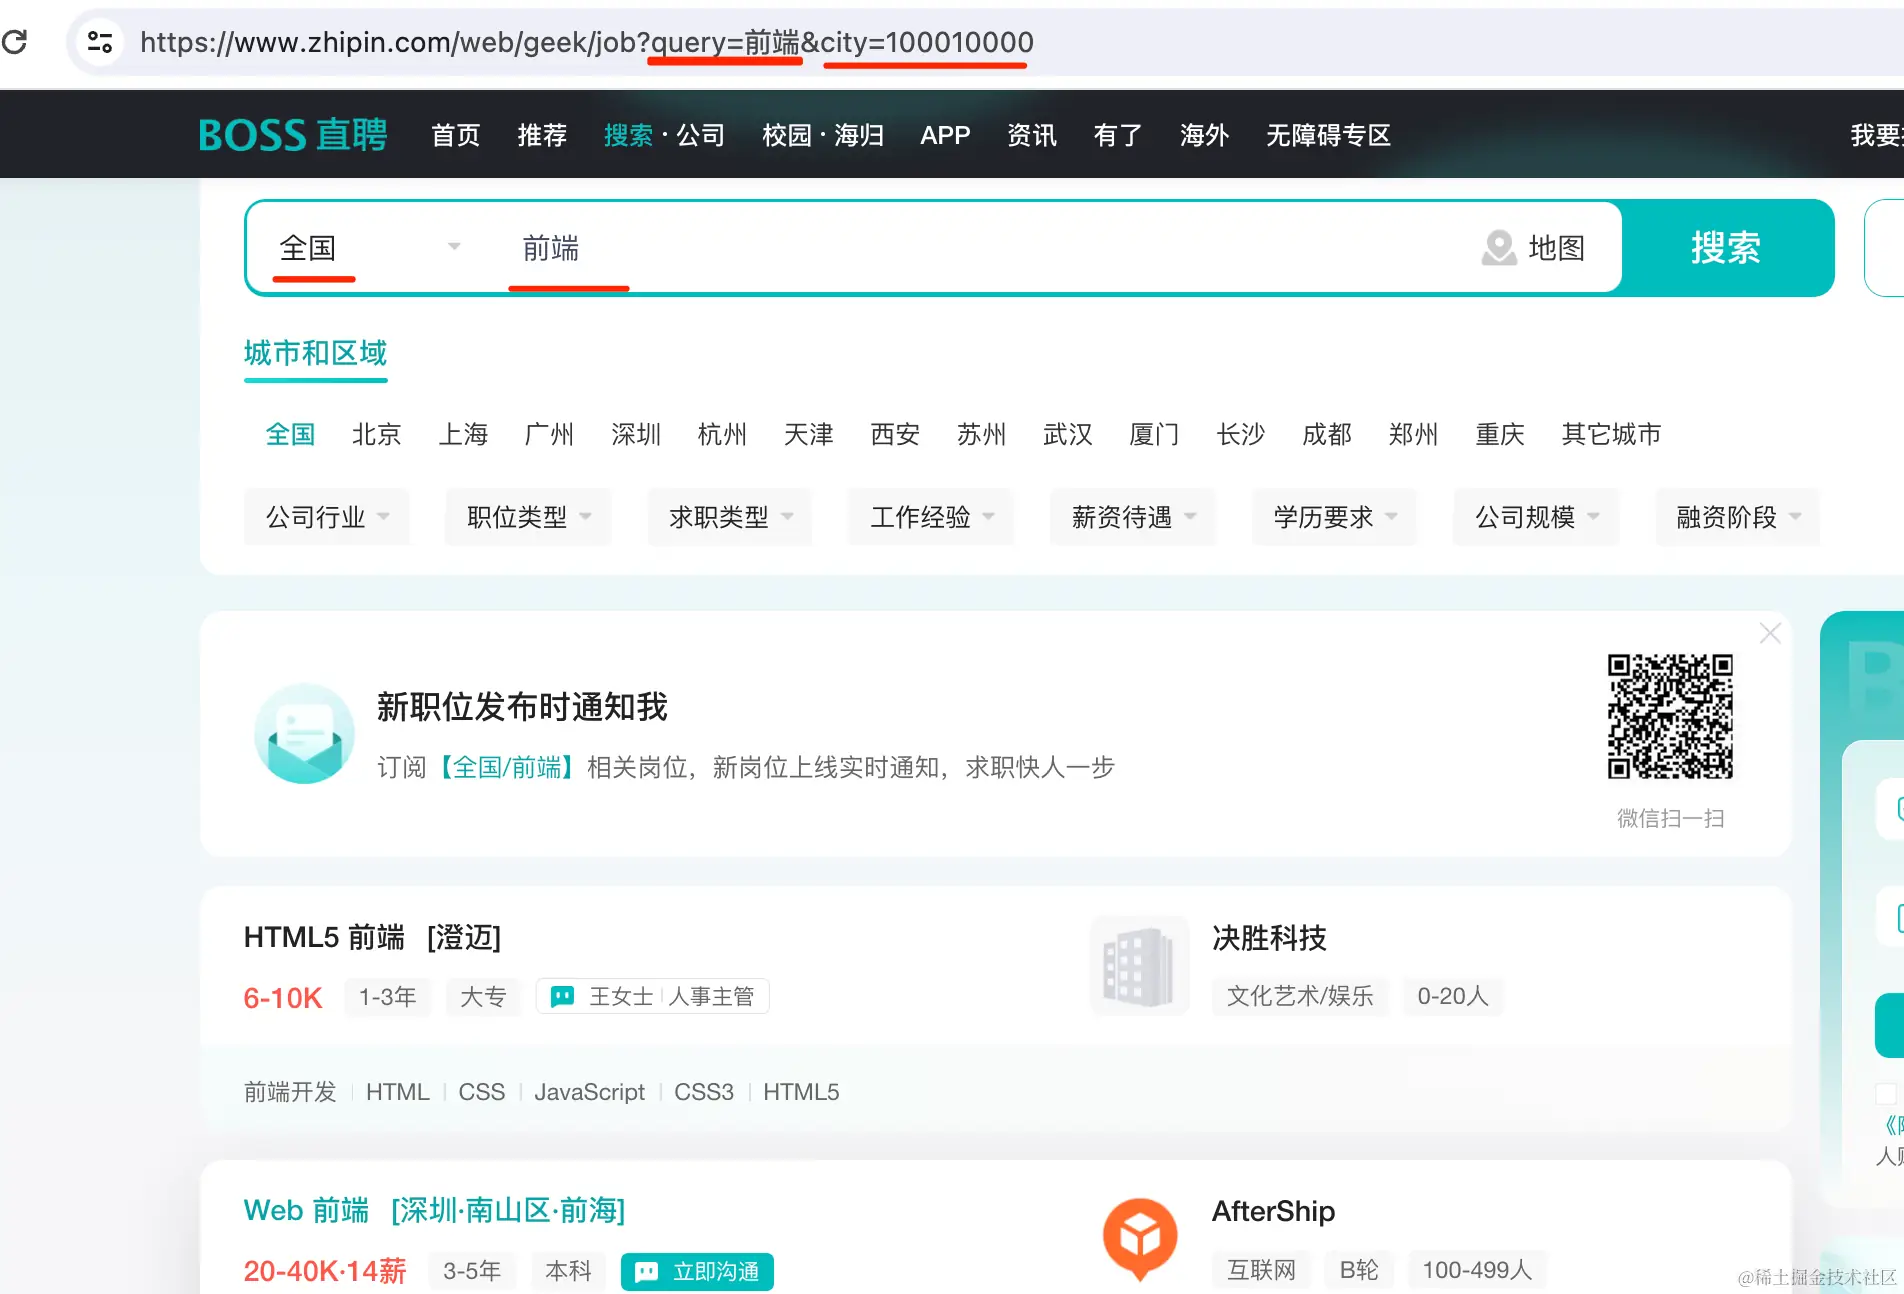 https://www.zhipin.com/web/geek/job?query=前端&city=100010000
BOSS 直聘 首页 推荐 搜索·公司 校园·海归 APP 资讯 有了 海外 无障碍专区 我要
全国 前端 地图 搜索
城市和区域
全国 北京 上海 广州 深圳 杭州 天津 西安 苏州 武汉 厦门 长沙 成都 郑州 重庆 其它城市
公司行业 职位类型 求职类型 工作经验 薪资待遇 学历要求 公司规模 融资阶段
新职位发布时通知我
订阅【全国/前端】相关岗位，新岗位上线实时通知，求职快人一步
微信扫一扫
HTML5 前端 [澄迈] 决胜科技
6-10K 1-3年 大专 王女士 人事主管 文化艺术/娱乐 0-20人
前端开发 HTML CSS JavaScript CSS3 HTML5
Web 前端 [深圳·南山区·前海] AfterShip
20-40K·14薪 3-5年 本科 立即沟通 互联网 B轮 100-499人
@稀土掘金技术社区